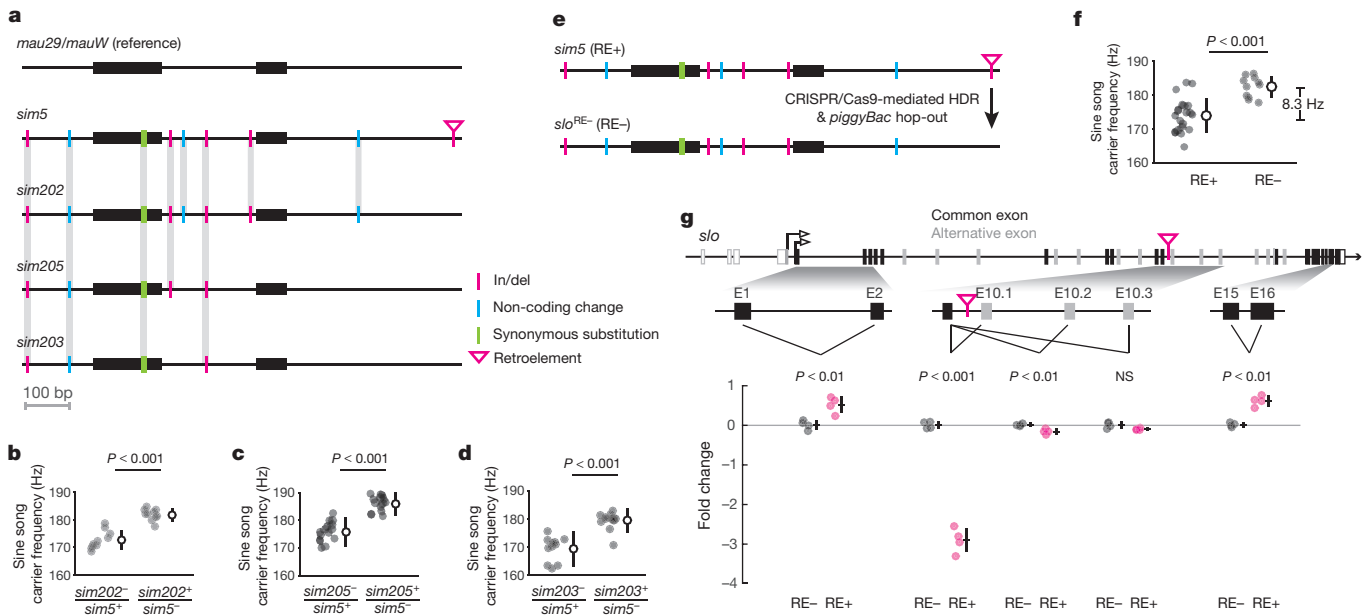 a
mau29/mauW (reference)
sim5
sim202
sim205
sim203
100 bp
In/del
Non-coding change
Synonymous substitution
Retroelement
b
P < 0.001
Sine song
carrier frequency (Hz)
190
180
170
160
sim202⁻
sim5⁺
sim202⁺
sim5⁻
c
P < 0.001
Sine song
carrier frequency (Hz)
190
180
170
160
sim205⁻
sim5⁺
sim205⁺
sim5⁻
d
P < 0.001
Sine song
carrier frequency (Hz)
190
180
170
160
sim203⁻
sim5⁺
sim203⁺
sim5⁻
e
sim5 (RE+)
CRISPR/Cas9-mediated HDR
& piggyBac hop-out
slo^RE− (RE−)
f
P < 0.001
Sine song
carrier frequency (Hz)
190
180
170
160
8.3 Hz
RE+ RE−
g
Common exon
Alternative exon
slo
E1 E2
E10.1 E10.2 E10.3
E15 E16
P < 0.01 P < 0.001 P < 0.01 NS P < 0.01
Fold change
1
0
−1
−2
−3
−4
RE− RE+ RE− RE+ RE− RE+ RE− RE+ RE− RE+